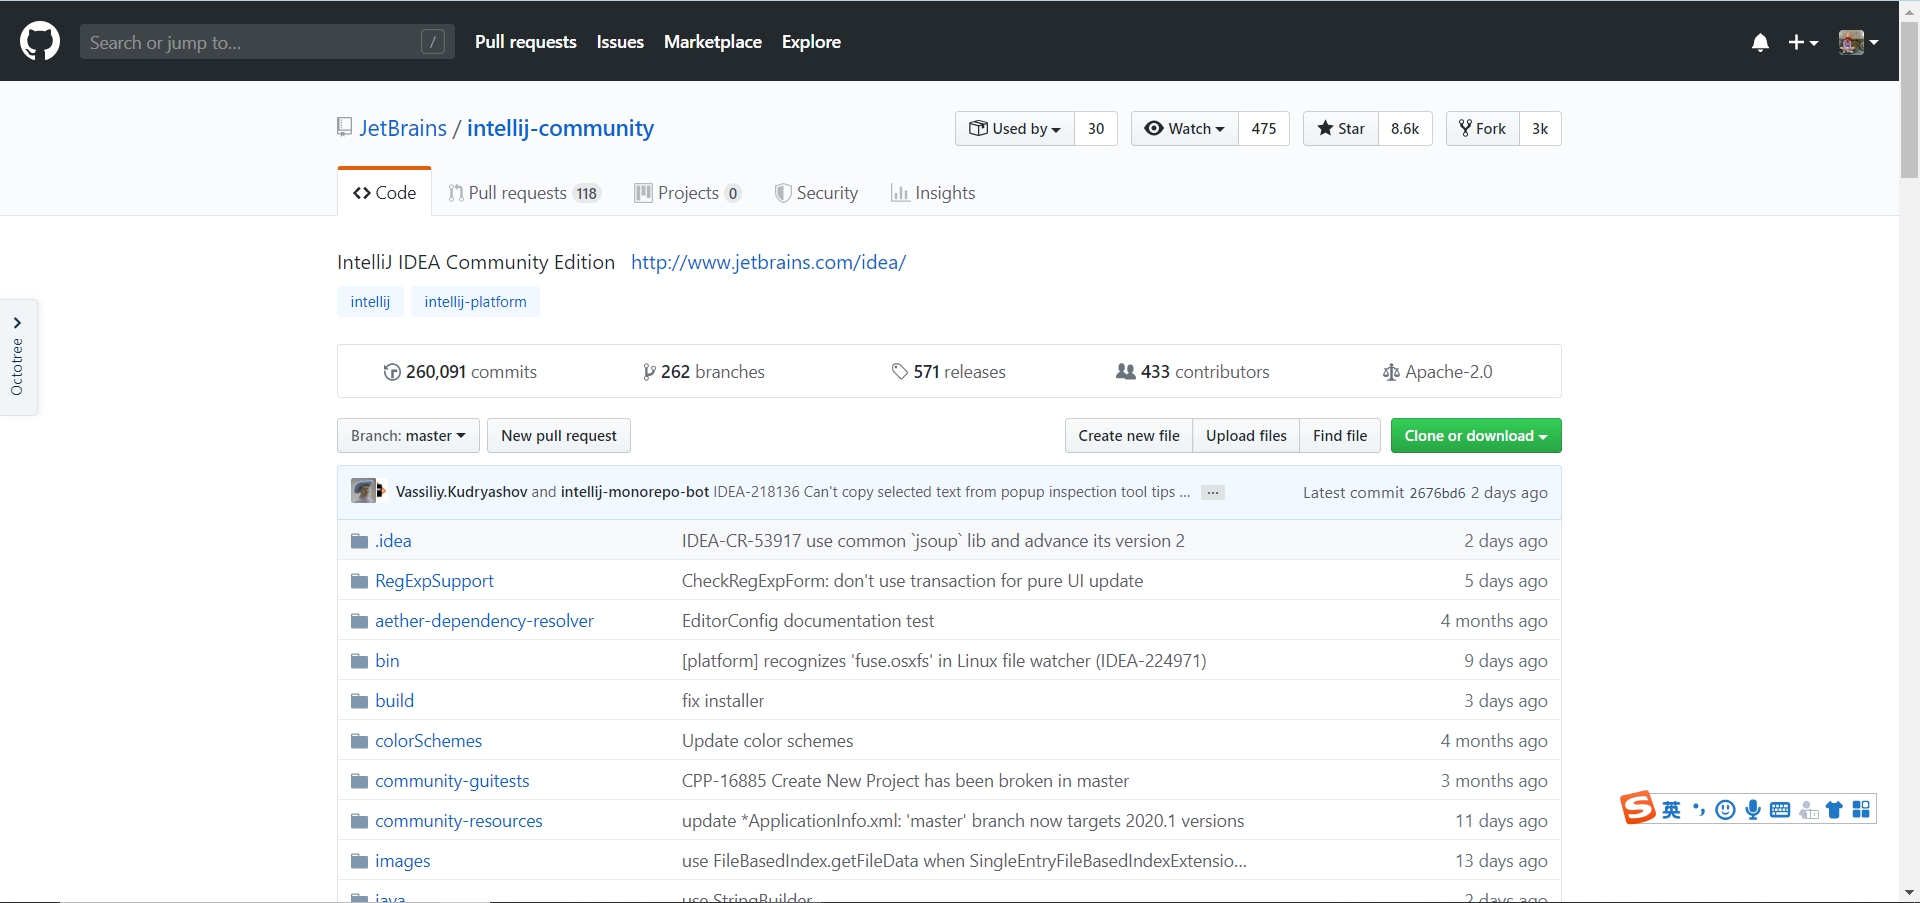 Search or jump to... /
Pull requests Issues Marketplace Explore
JetBrains / intellij-community
Used by 30 Watch 475 Star 8.6k Fork 3k
Code Pull requests 118 Projects 0 Security Insights
IntelliJ IDEA Community Edition http://www.jetbrains.com/idea/
intellij intellij-platform
Octotree
260,091 commits 262 branches 571 releases 433 contributors Apache-2.0
Branch: master New pull request Create new file Upload files Find file Clone or download
Vassiliy.Kudryashov and intellij-monorepo-bot IDEA-218136 Can't copy selected text from popup inspection tool tips ... ... Latest commit 2676bd6 2 days ago
.idea IDEA-CR-53917 use common `jsoup` lib and advance its version 2 2 days ago
RegExpSupport CheckRegExpForm: don't use transaction for pure UI update 5 days ago
aether-dependency-resolver EditorConfig documentation test 4 months ago
bin [platform] recognizes 'fuse.osxfs' in Linux file watcher (IDEA-224971) 9 days ago
build fix installer 3 days ago
colorSchemes Update color schemes 4 months ago
community-guitests CPP-16885 Create New Project has been broken in master 3 months ago
community-resources update *ApplicationInfo.xml: 'master' branch now targets 2020.1 versions 11 days ago
S 英
images use FileBasedIndex.getFileData when SingleEntryFileBasedIndexExtensio... 13 days ago
java use StringBuilder 2 days ago